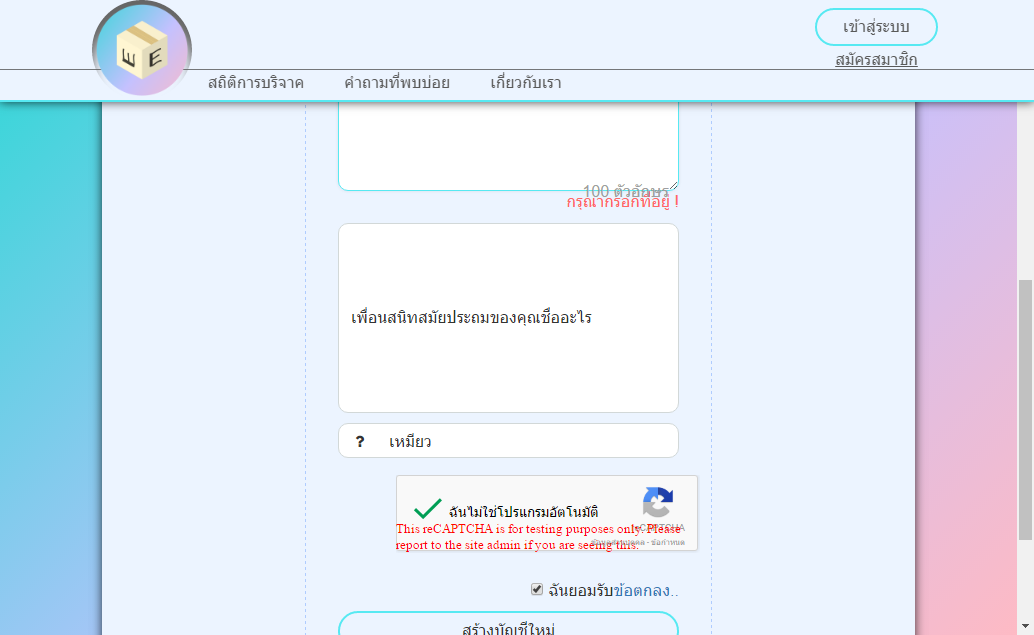 เข้าสู่ระบบ
สมัครสมาชิก
สถิติการบริจาค คำถามที่พบบ่อย เกี่ยวกับเรา
W E
100 ตัวอักษร
กรุณากรอกที่อยู่ !
เพื่อนสนิทสมัยประถมของคุณชื่ออะไร
? เหมียว
ฉันไม่ใช่โปรแกรมอัตโนมัติ
reCAPTCHA
This reCAPTCHA is for testing purposes only. Please
report to the site admin if you are seeing this.
ข้อมูลส่วนบุคคล - ข้อกำหนด
ฉันยอมรับข้อตกลง..
สร้างบัญชีใหม่